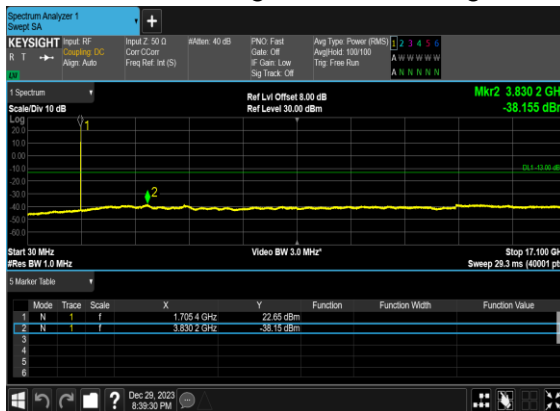 Spectrum Analyzer 1
Swept SA
KEYSIGHT
R T
Input: RF
Coupling: DC
Align: Auto
Input Z: 50 Ω
Corr CCorr
Freq Ref: Int (S)
#Atten: 40 dB
PNO: Fast
Gate: Off
IF Gain: Low
Sig Track: Off
Avg Type: Power (RMS)
Avg|Hold: 100/100
Trig: Free Run
1 2 3 4 5 6
A W W W W W
A N N N N N
1 Spectrum
Scale/Div 10 dB
Ref Lvl Offset 8.00 dB
Ref Level 30.00 dBm
Mkr2 3.830 2 GH
-38.155 dBr
Log
20.0
10.0
0.00
-10.0
-20.0
-30.0
-40.0
-50.0
-60.0
1
2
DL1 -13.00 dB
Start 30 MHz
#Res BW 1.0 MHz
Video BW 3.0 MHz*
Stop 17.100 GH
Sweep 29.3 ms (40001 pt
5 Marker Table
Mode Trace Scale X Y Function Function Width Function Value
1 N 1 f 1.705 4 GHz 22.65 dBm
2 N 1 f 3.830 2 GHz -38.15 dBm
3
4
5
6
?
Dec 29, 2023
8:39:30 PM